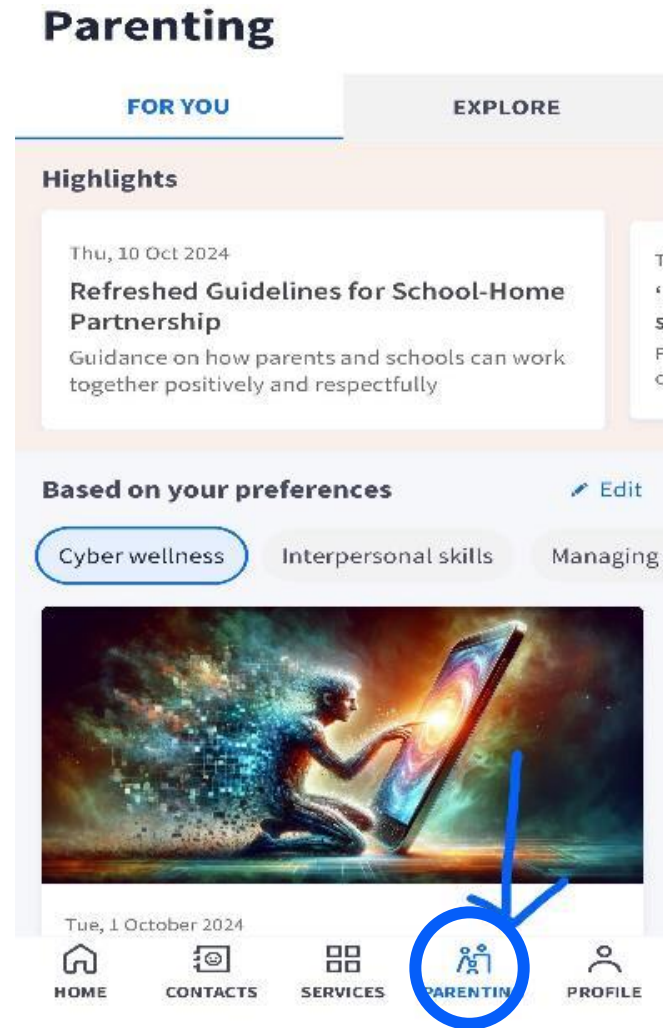 Parenting
FOR YOU
EXPLORE
Highlights
Thu, 10 Oct 2024
Refreshed Guidelines for School-Home
Partnership
Guidance on how parents and schools can work
together positively and respectfully
Based on your preferences
Edit
Cyber wellness
Interpersonal skills
Managing
Tue, 1 October 2024
HOME
CONTACTS
SERVICES
PARENTIN
PROFILE